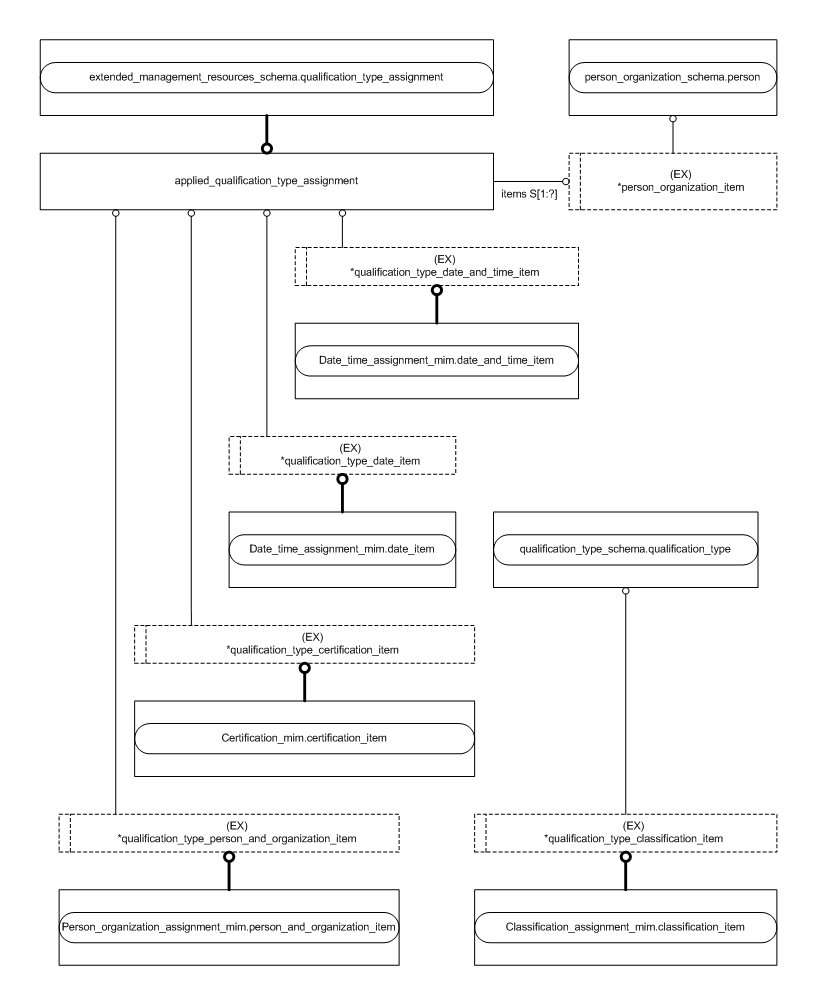 extended_management_resources_schema.qualification_type_assignment
person_organization_schema.person
applied_qualification_type_assignment
items S[1:?]
(EX)
*person_organization_item
(EX)
*qualification_type_date_and_time_item
Date_time_assignment_mim.date_and_time_item
(EX)
*qualification_type_date_item
Date_time_assignment_mim.date_item
qualification_type_schema.qualification_type
(EX)
*qualification_type_certification_item
Certification_mim.certification_item
(EX)
*qualification_type_person_and_organization_item
(EX)
*qualification_type_classification_item
Person_organization_assignment_mim.person_and_organization_item
Classification_assignment_mim.classification_item